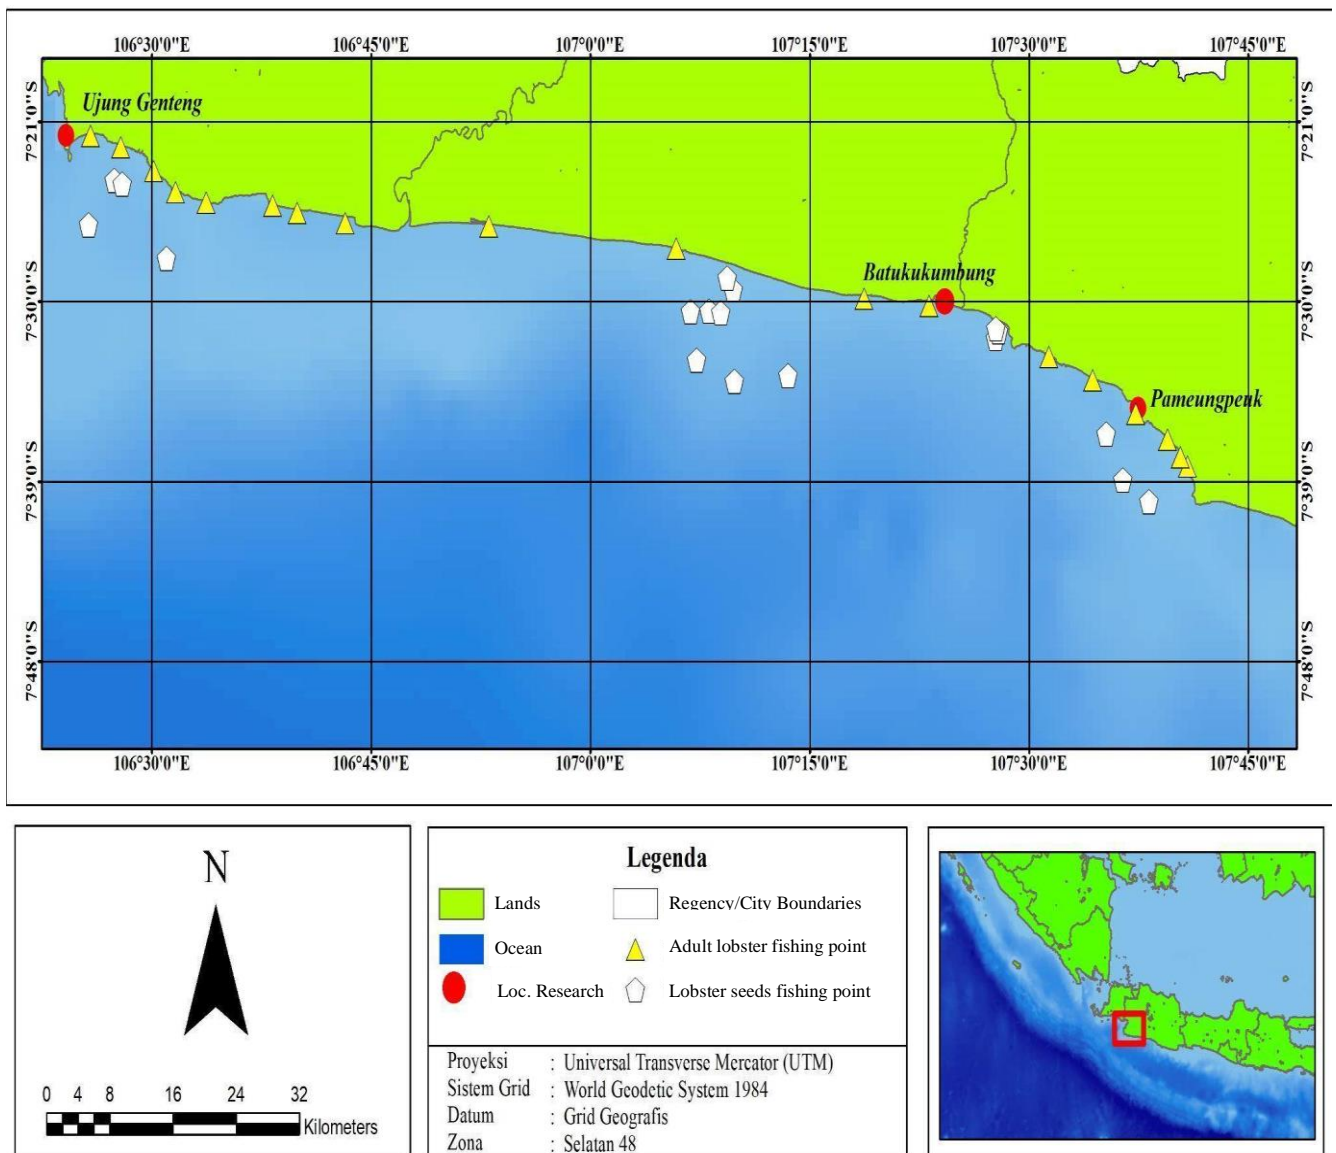 106°30'0"E 106°45'0"E 107°0'0"E 107°15'0"E 107°30'0"E 107°45'0"E
Ujung Genteng
7°21'0"S 7°21'0"S
Batukukumbung
7°30'0"S 7°30'0"S
Pameungpeuk
7°39'0"S 7°39'0"S
7°48'0"S 7°48'0"S
106°30'0"E 106°45'0"E 107°0'0"E 107°15'0"E 107°30'0"E 107°45'0"E
N
0 4 8 16 24 32
Kilometers
Legenda
Lands Regency/City Boundaries
Ocean Adult lobster fishing point
Loc. Research Lobster seeds fishing point
Proyeksi : Universal Transverse Mercator (UTM)
Sistem Grid : World Geodetic System 1984
Datum : Grid Geografis
Zona : Selatan 48